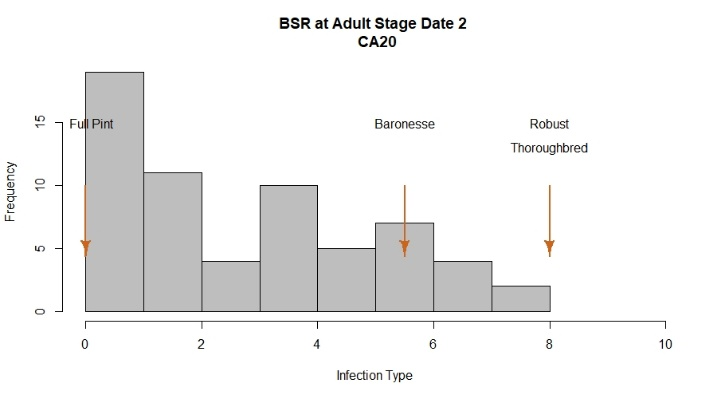 BSR at Adult Stage Date 2
CA20
Full Pint
Baronesse
Robust
Thoroughbred
Frequency
15
10
5
0
0 2 4 6 8 10
Infection Type